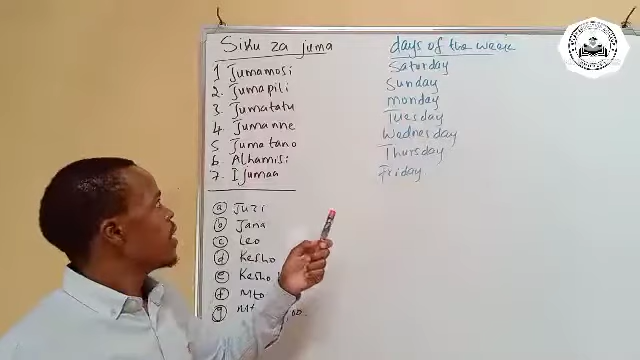 Siku za juma
days of the week
1 Jumamosi
Saturday
2. Jumapili
Sunday
3. Jumatatu
monday
4. Jumanne
Tuesday
5 Jumatano
Wednesday
6 Alhamisi
Thursday
7. Ijumaa
Friday
a Juzi
b Jana
c Leo
d Kesho
e Kesho
f Mto
g